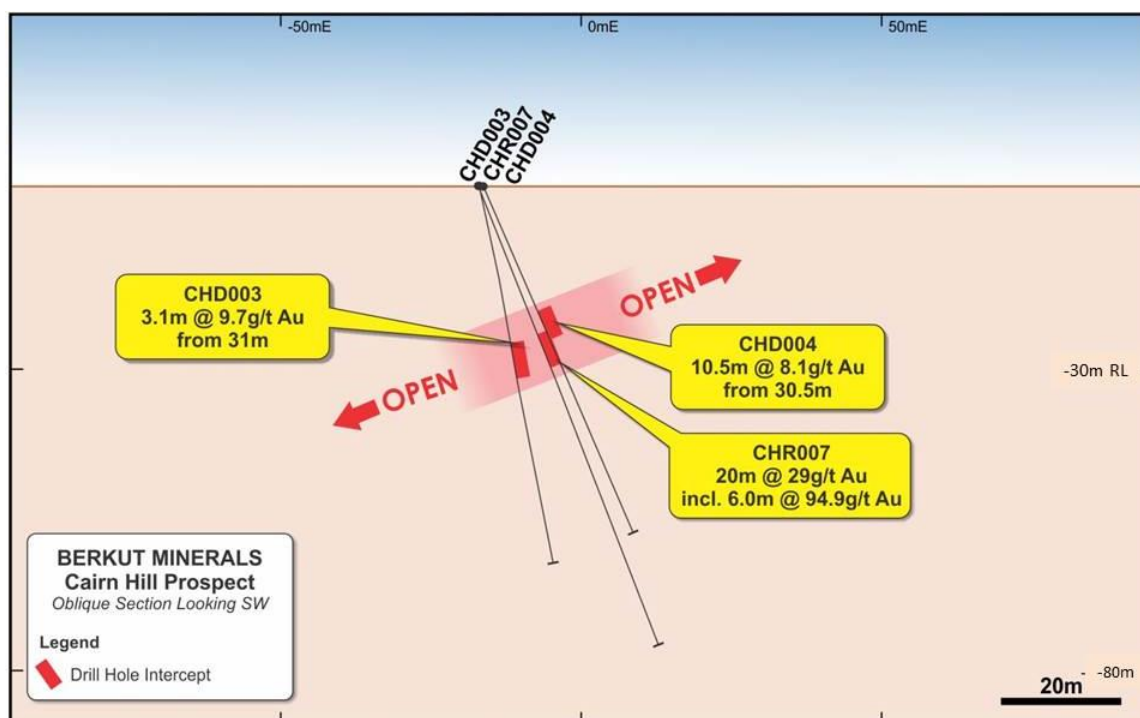 -50mE
0mE
50mE
CHD003
CHR007
CHD004
OPEN
CHD003
3.1m @ 9.7g/t Au
from 31m
CHD004
10.5m @ 8.1g/t Au
from 30.5m
-30m RL
OPEN
CHR007
20m @ 29g/t Au
incl. 6.0m @ 94.9g/t Au
BERKUT MINERALS
Cairn Hill Prospect
Oblique Section Looking SW
Legend
Drill Hole Intercept
-80m
20m